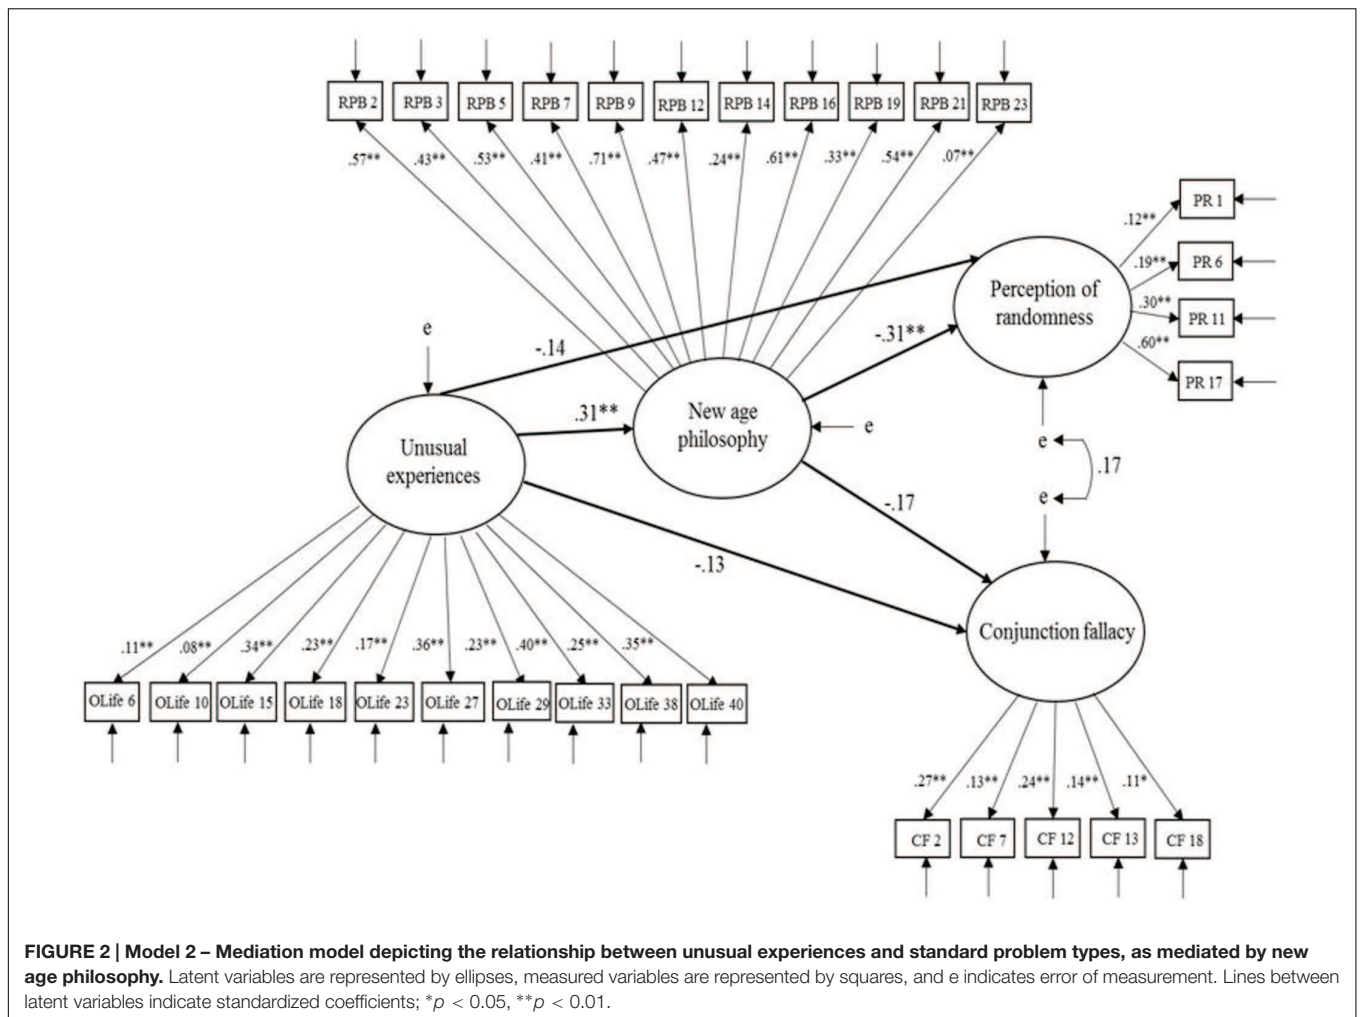 RPB 2 RPB 3 RPB 5 RPB 7 RPB 9 RPB 12 RPB 14 RPB 16 RPB 19 RPB 21 RPB 23
.57** .43** .53** .41** .71** .47** .24** .61** .33** .54** .07**
PR 1
.12**
.19** PR 6
.30** PR 11
.60**
PR 17
Perception of
randomness
e
-.14
-.31**
.31**
New age
philosophy
e
Unusual
experiences
e
.17
e
-.17
-.13
Conjunction fallacy
.11** .08** .34** .23** .17** .36** .23** .40** .25** .35**
OLife 6 OLife 10 OLife 15 OLife 18 OLife 23 OLife 27 OLife 29 OLife 33 OLife 38 OLife 40
.27** .13** .24** .14** .11*
CF 2 CF 7 CF 12 CF 13 CF 18
FIGURE 2 | Model 2 – Mediation model depicting the relationship between unusual experiences and standard problem types, as mediated by new
age philosophy. Latent variables are represented by ellipses, measured variables are represented by squares, and e indicates error of measurement. Lines between
latent variables indicate standardized coefficients; *p < 0.05, **p < 0.01.